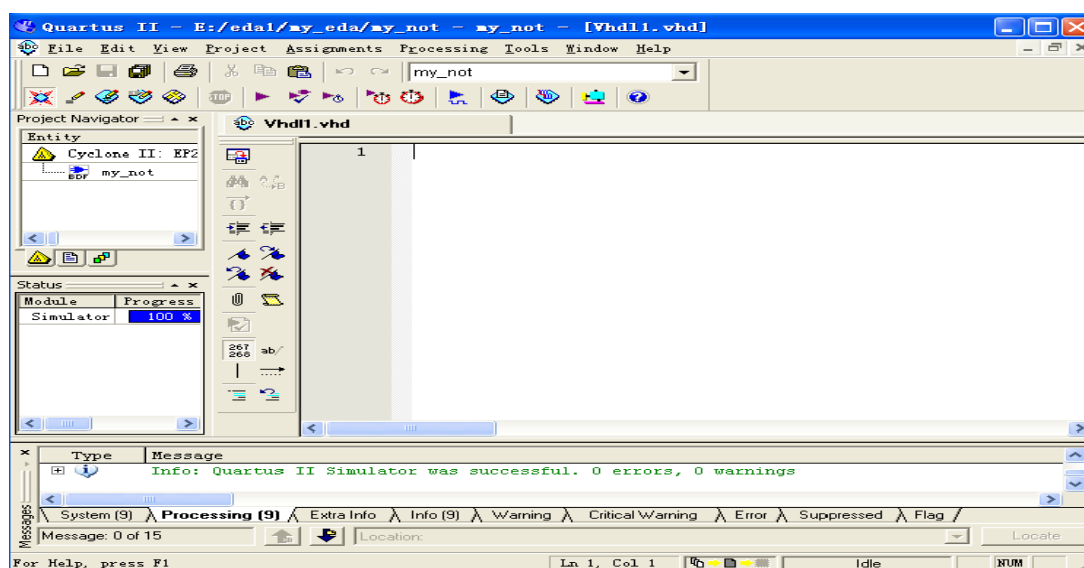 Quartus II - E:/eda1/my_eda/my_not - my_not - [Vhdl1.vhd]
File Edit View Project Assignments Processing Tools Window Help
my_not
STOP
Project Navigator
Vhdl1.vhd
Entity
Cyclone II: EP2
BDF my_not
1
Status
Module Progress
Simulator 100 %
267
268 ab/
Type Message
Info: Quartus II Simulator was successful. 0 errors, 0 warnings
System (9) Processing (9) Extra Info Info (9) Warning Critical Warning Error Suppressed Flag
Messages
Message: 0 of 15 Location: Locate
For Help, press F1 Ln 1, Col 1 Idle NUM